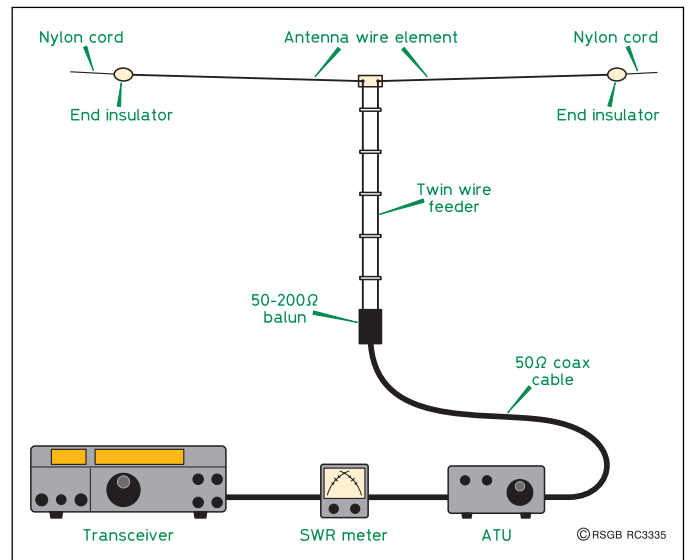 Nylon cord
Antenna wire element
Nylon cord
End insulator
End insulator
Twin wire
feeder
50-200Ω
balun
50Ω coax
cable
Transceiver
SWR meter
ATU
©RSGB RC3335